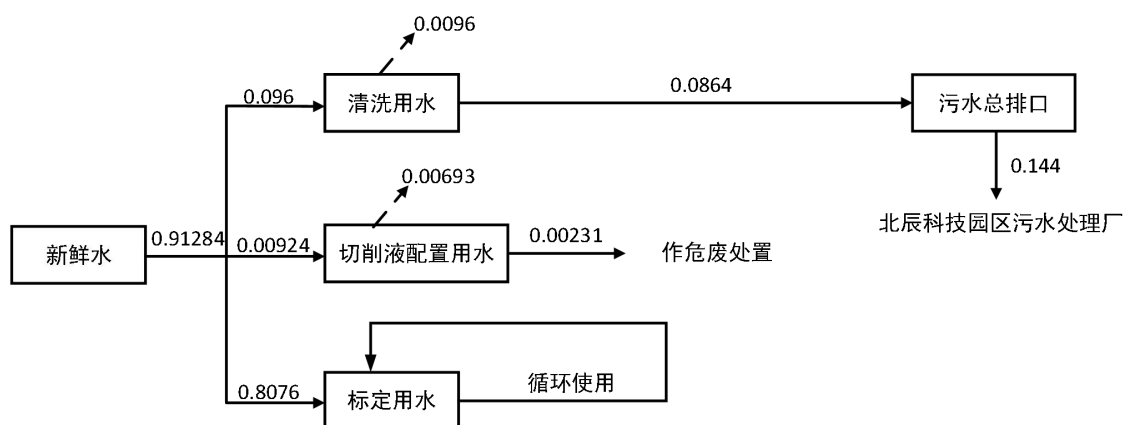 0.0096
0.096
清洗用水
0.0864
污水总排口
0.144
北辰科技园区污水处理厂
0.00693
新鲜水
0.91284
0.00924
切削液配置用水
0.00231
作危废处置
0.8076
标定用水
循环使用